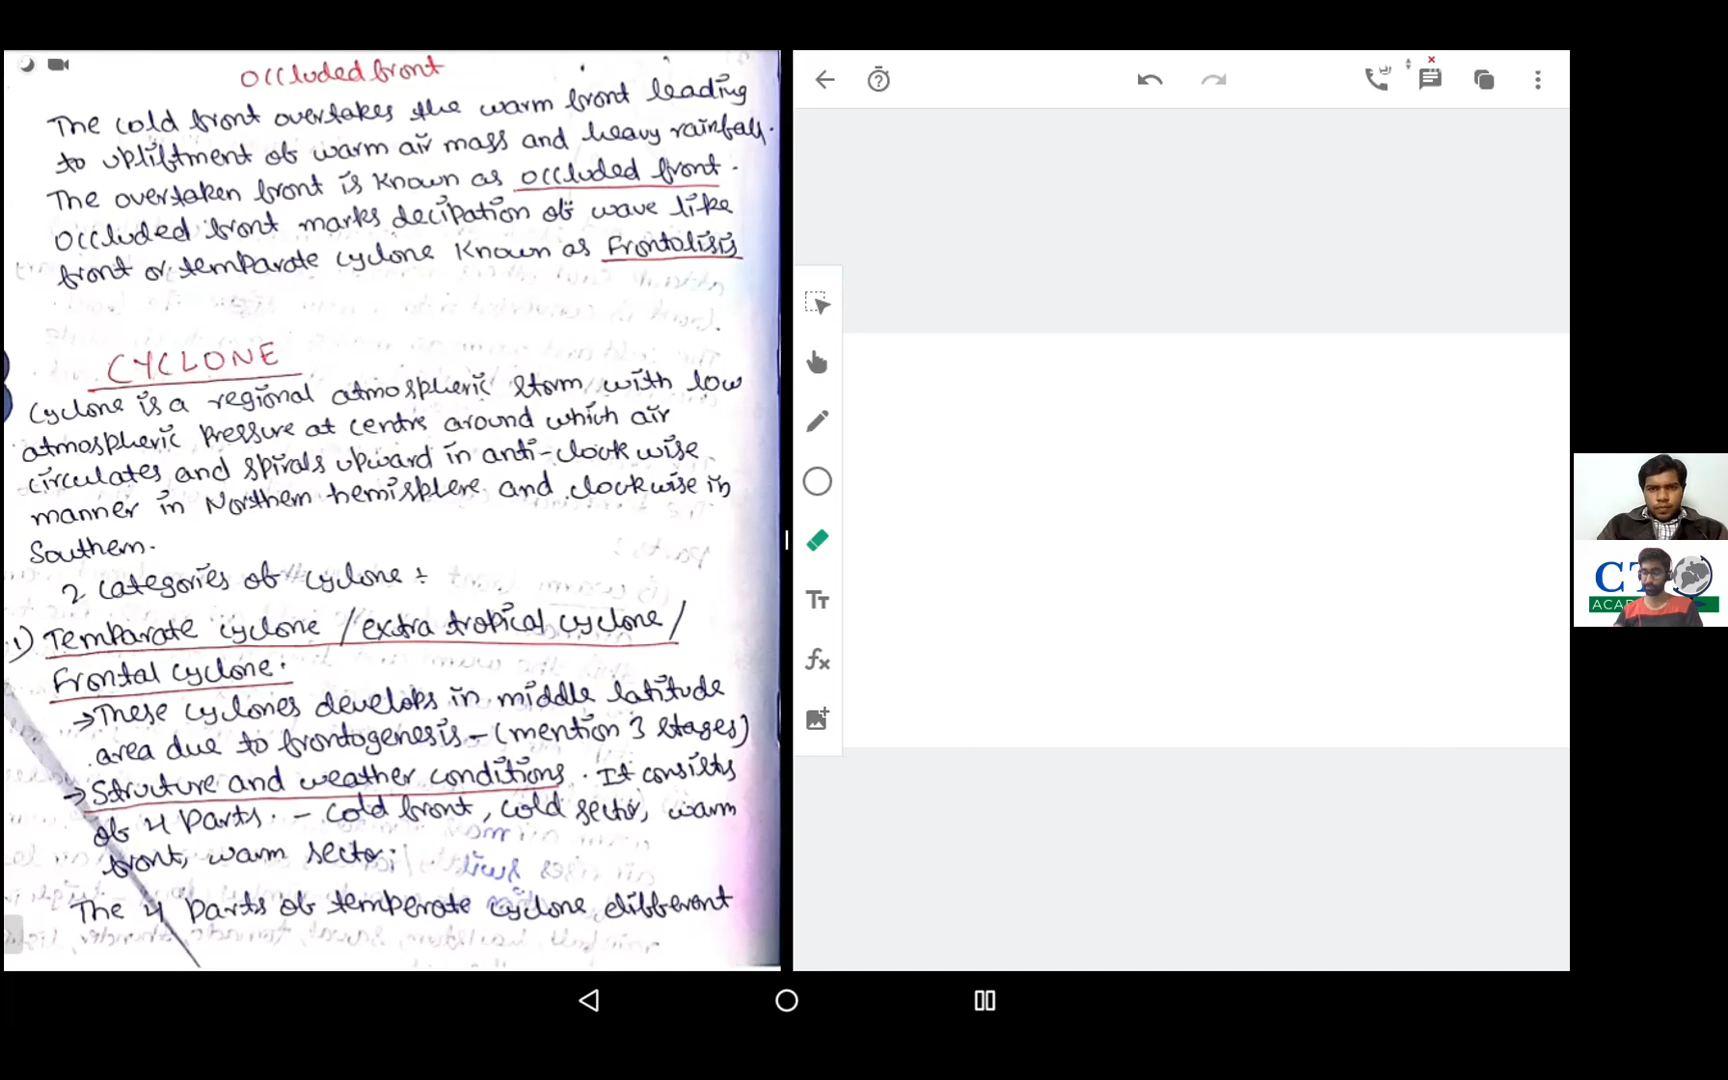 Occluded front
The cold front overtakes the warm front leading
to upliftment of warm air mass and heavy rainfall.
The overtaken front is known as occluded front.
Occluded front marks decipation of wave like
front or temparate cyclone known as Frontolisis
CYCLONE
Cyclone is a regional atmospheric storm with low
atmospheric pressure at centre around which air
circulates and spirals upward in anti-clockwise
manner in Northern hemisphere and clockwise in
Southern.
2 categories of cyclone :
1) Temparate cyclone / extra tropical cyclone /
Frontal cyclone.
→ These cyclones develops in middle latitude
area due to frontogenesis - (mention 3 stages)
→ Structure and weather conditions. It consists
of 4 parts. - cold front, cold sector, warm
front, warm sector.
The 4 parts of temperate cyclone different
Tт
fx
ACAD